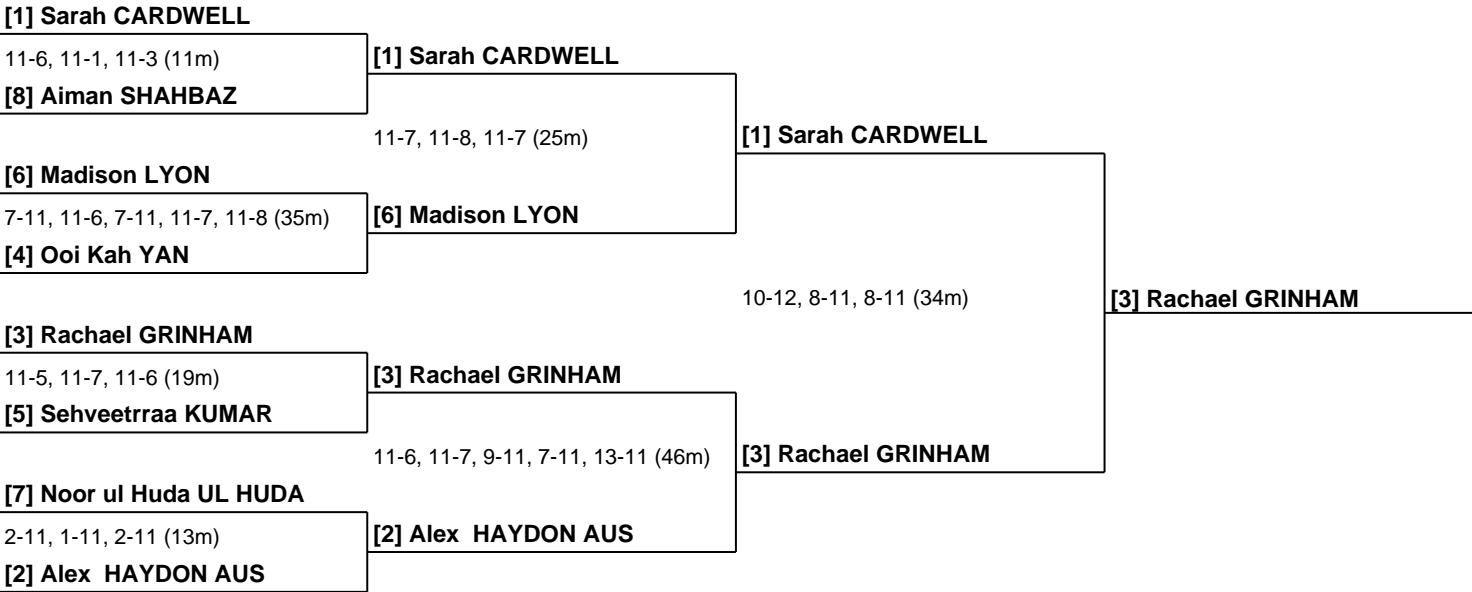 [1] Sarah CARDWELL
11-6, 11-1, 11-3 (11m)
[8] Aiman SHAHBAZ
[6] Madison LYON
7-11, 11-6, 7-11, 11-7, 11-8 (35m)
[4] Ooi Kah YAN
[3] Rachael GRINHAM
11-5, 11-7, 11-6 (19m)
[5] Sehveetrraa KUMAR
[7] Noor ul Huda UL HUDA
2-11, 1-11, 2-11 (13m)
[2] Alex  HAYDON AUS
[1] Sarah CARDWELL
11-7, 11-8, 11-7 (25m)
[6] Madison LYON
[3] Rachael GRINHAM
11-6, 11-7, 9-11, 7-11, 13-11 (46m)
[2] Alex  HAYDON AUS
[1] Sarah CARDWELL
10-12, 8-11, 8-11 (34m)
[3] Rachael GRINHAM
[3] Rachael GRINHAM